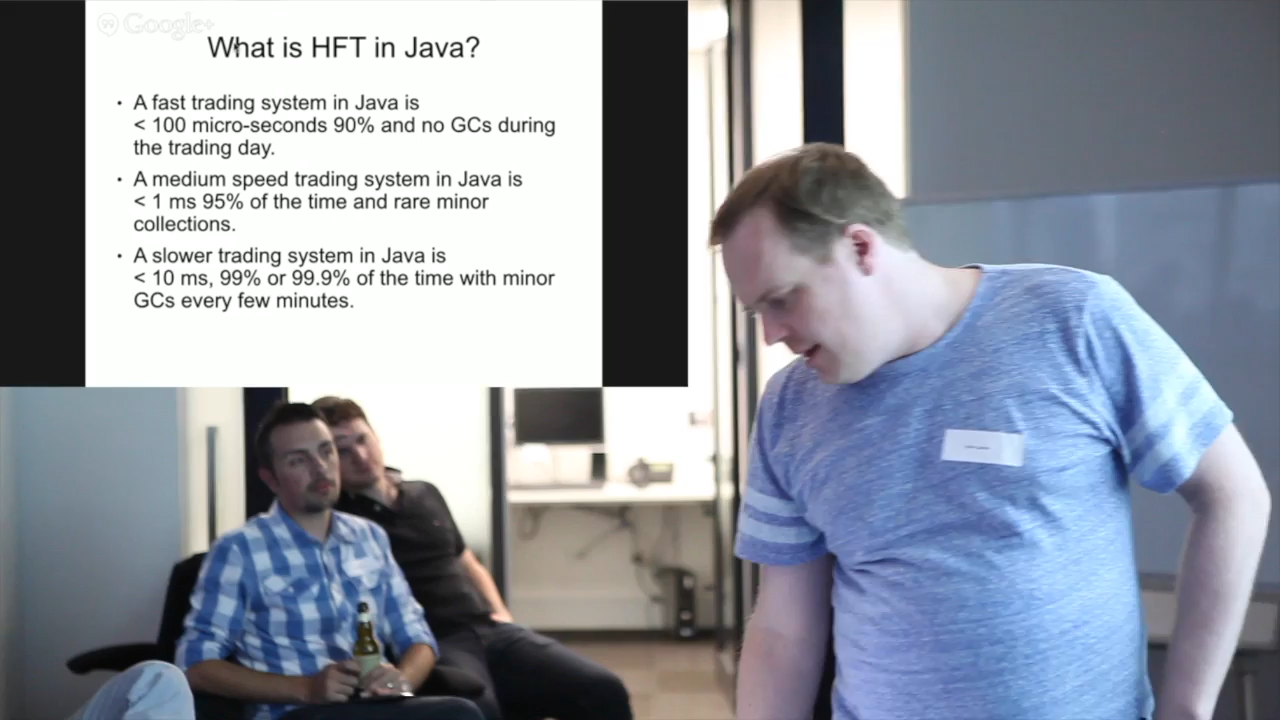 Google+
What is HFT in Java?
• A fast trading system in Java is
< 100 micro-seconds 90% and no GCs during
the trading day.
• A medium speed trading system in Java is
< 1 ms 95% of the time and rare minor
collections.
• A slower trading system in Java is
< 10 ms, 99% or 99.9% of the time with minor
GCs every few minutes.